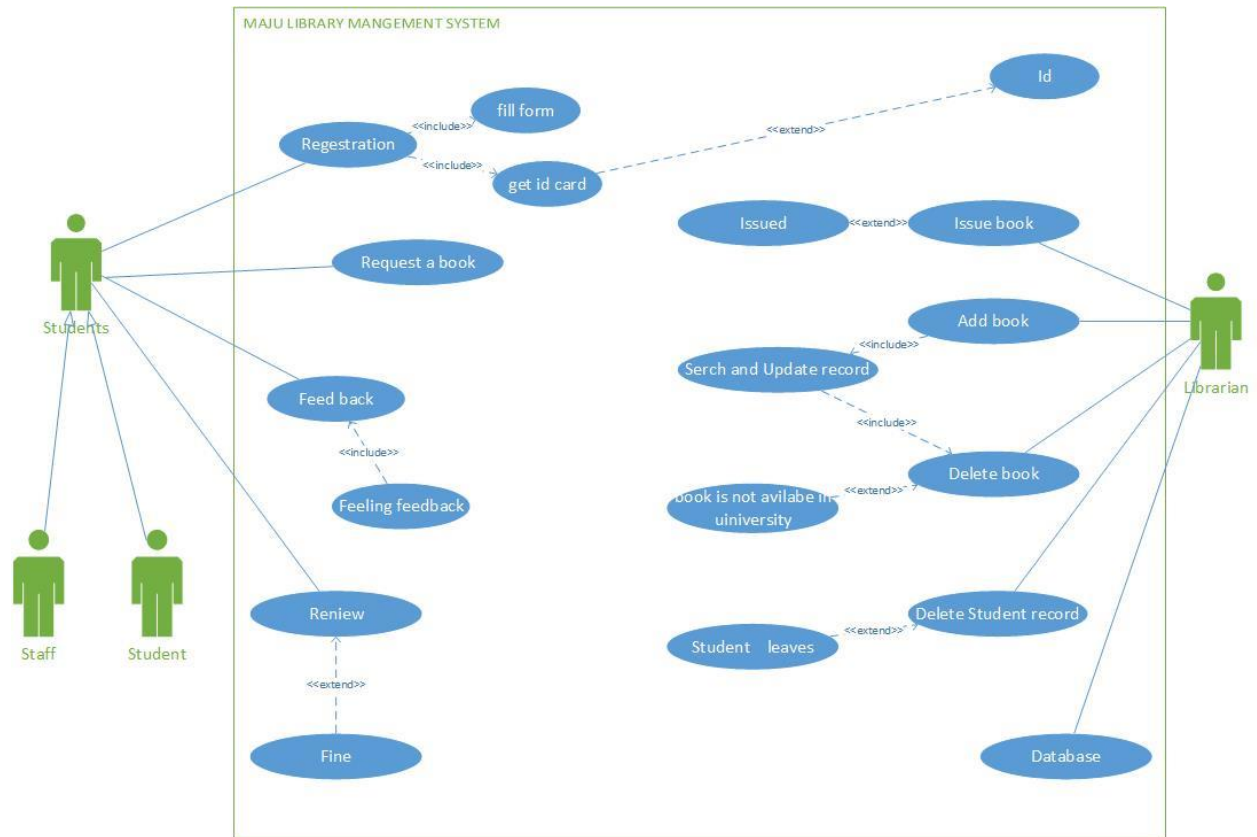 MAJU LIBRARY MANGEMENT SYSTEM
Id
fill form
<<include>>
<<extend>>
Regestration
<<include>>
get id card
Issued
<<extend>>
Issue book
Request a book
Students
Add book
<<include>>
Serch and Update record
Librarian
Feed back
<<include>>
<<include>>
Delete book
Feeling feedback
book is not avilabe in
uiniversity
<<extend>>
Reniew
Delete Student record
<<extend>>
Student leaves
Staff
Student
<<extend>>
Fine
Database